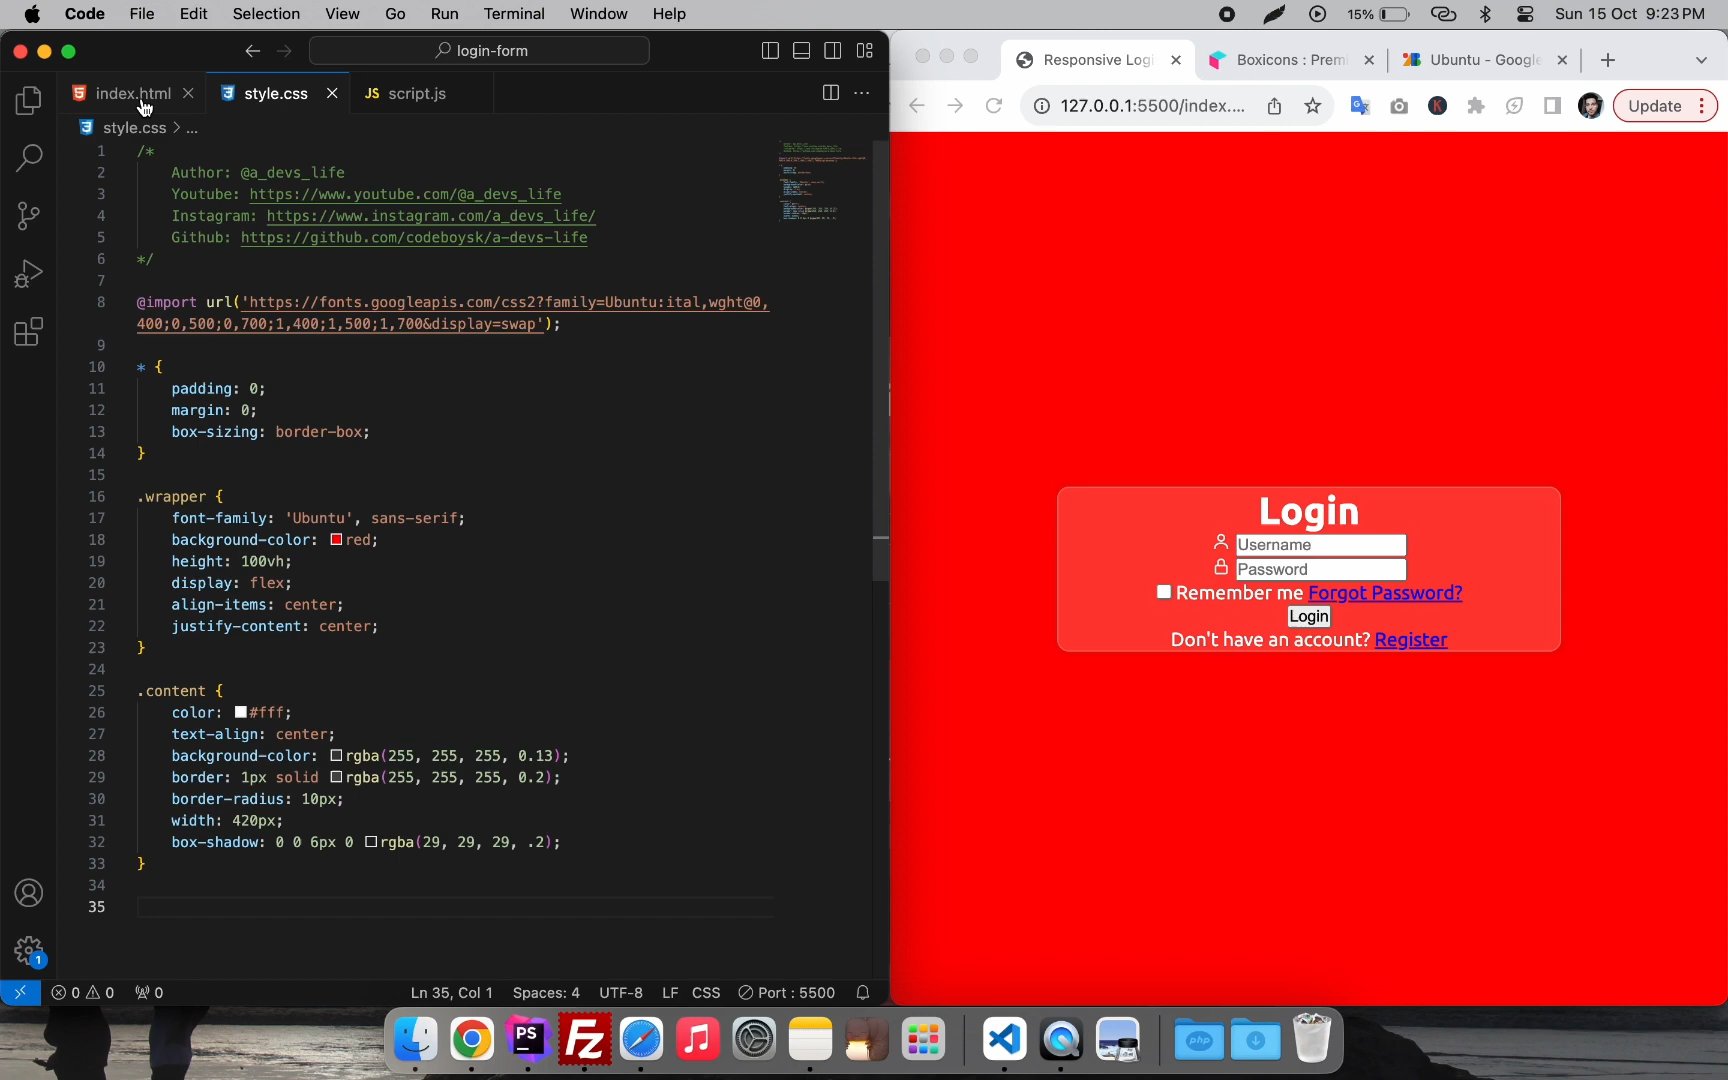 Code File Edit Selection View Go Run Terminal Window Help 15% Sun 15 Oct 9:23 PM
login-form
index.html style.css JS script.js
style.css > ...
1 /*
2 Author: @a_devs_life
3 Youtube: https://www.youtube.com/@a_devs_life
4 Instagram: https://www.instagram.com/a_devs_life/
5 Github: https://github.com/codeboysk/a-devs-life
6 */
7
8 @import url('https://fonts.googleapis.com/css2?family=Ubuntu:ital,wght@0,
400;0,500;0,700;1,400;1,500;1,700&display=swap');
9
10 * {
11 padding: 0;
12 margin: 0;
13 box-sizing: border-box;
14 }
15
16 .wrapper {
17 font-family: 'Ubuntu', sans-serif;
18 background-color: red;
19 height: 100vh;
20 display: flex;
21 align-items: center;
22 justify-content: center;
23 }
24
25 .content {
26 color: #fff;
27 text-align: center;
28 background-color: rgba(255, 255, 255, 0.13);
29 border: 1px solid rgba(255, 255, 255, 0.2);
30 border-radius: 10px;
31 width: 420px;
32 box-shadow: 0 0 6px 0 rgba(29, 29, 29, .2);
33 }
34
35
1
0 0 0 Ln 35, Col 1 Spaces: 4 UTF-8 LF CSS Port : 5500
Responsive Logi Boxicons : Premi Ubuntu - Google
127.0.0.1:5500/index.... K Update
Login
Username
Password
Remember me Forgot Password?
Login
Don't have an account? Register
PS Fz php